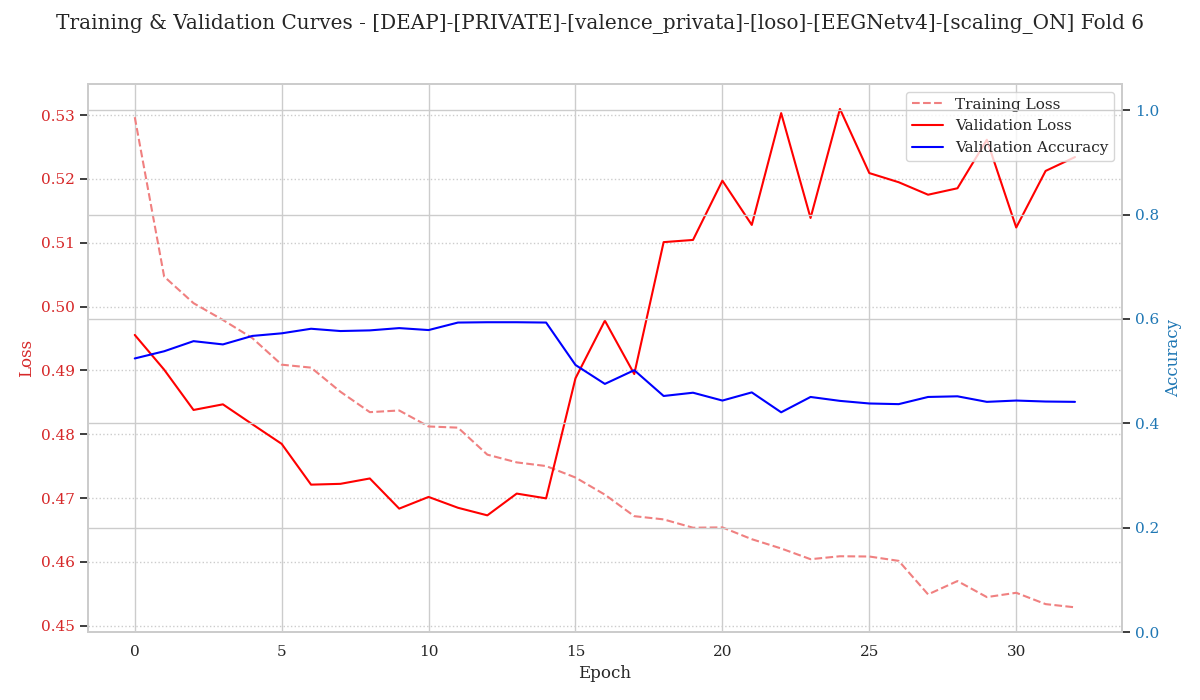 Training & Validation Curves - [DEAP]-[PRIVATE]-[valence_privata]-[loso]-[EEGNetv4]-[scaling_ON] Fold 6
Training Loss
Validation Loss
Validation Accuracy
0.53
0.52
0.51
0.50
0.49
0.48
0.47
0.46
0.45
Loss
1.0
0.8
0.6
0.4
0.2
0.0
Accuracy
0 5 10 15 20 25 30
Epoch